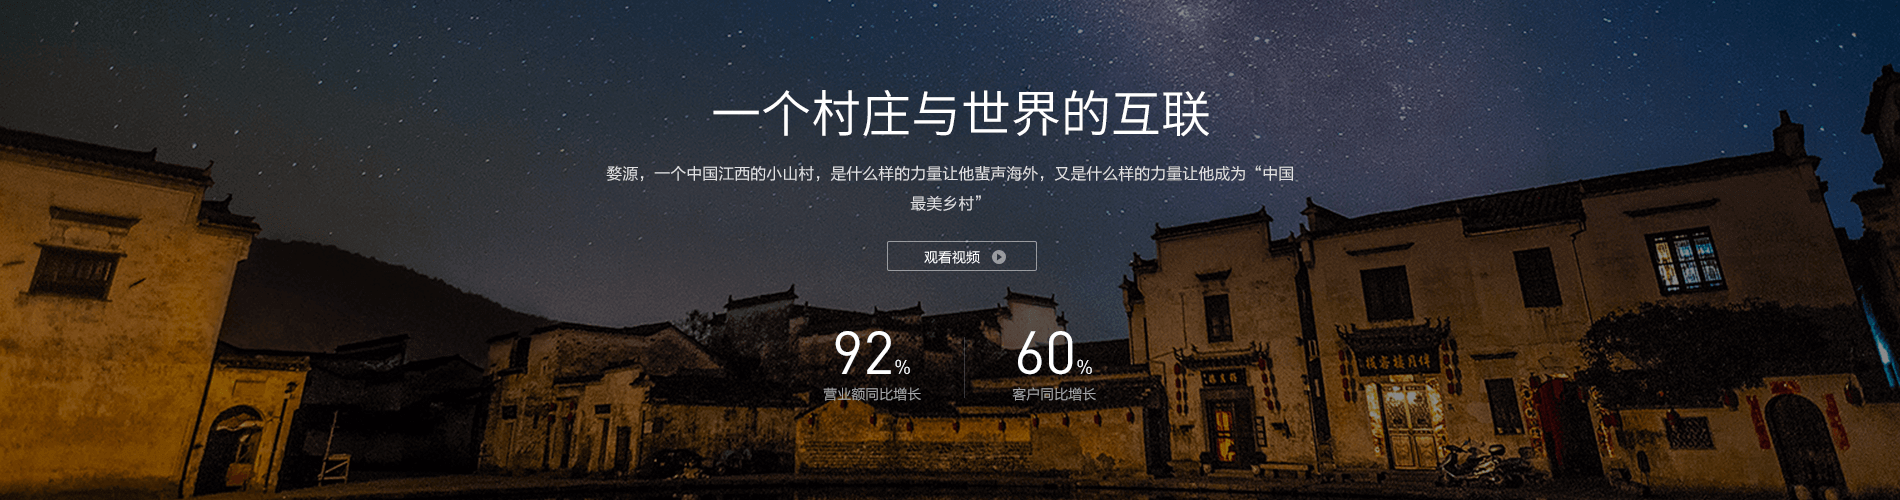 一个村庄与世界的互联
婺源，一个中国江西的小山村，是什么样的力量让他蜚声海外，又是什么样的力量让他成为“中国
最美乡村”
观看视频
92% 60%
营业额同比增长 客户同比增长